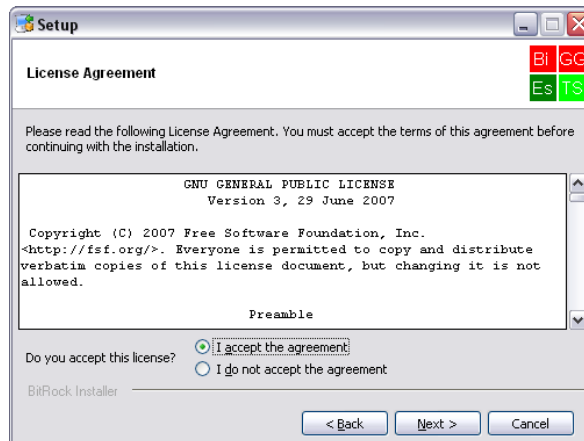 Setup
License Agreement
Bi GG
Es TS
Please read the following License Agreement. You must accept the terms of this agreement before
continuing with the installation.
GNU GENERAL PUBLIC LICENSE
Version 3, 29 June 2007
Copyright (C) 2007 Free Software Foundation, Inc.
<http://fsf.org/>. Everyone is permitted to copy and distribute
verbatim copies of this license document, but changing it is not
allowed.
Preamble
Do you accept this license?
I accept the agreement
I do not accept the agreement
BitRock Installer
< Back
Next >
Cancel